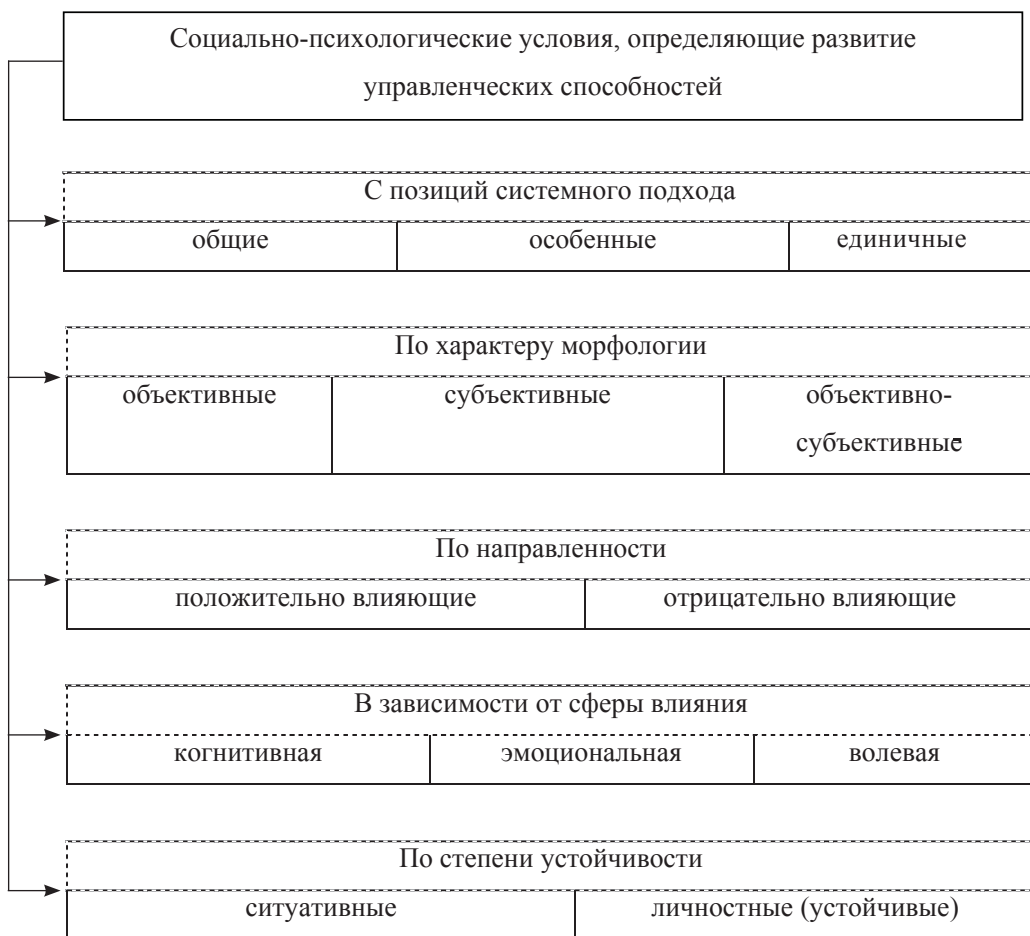 Социально-психологические условия, определяющие развитие
управленческих способностей
С позиций системного подхода
общие особенные единичные
По характеру морфологии
объективные субъективные объективно-
субъективные
По направленности
положительно влияющие отрицательно влияющие
В зависимости от сферы влияния
когнитивная эмоциональная волевая
По степени устойчивости
ситуативные личностные (устойчивые)